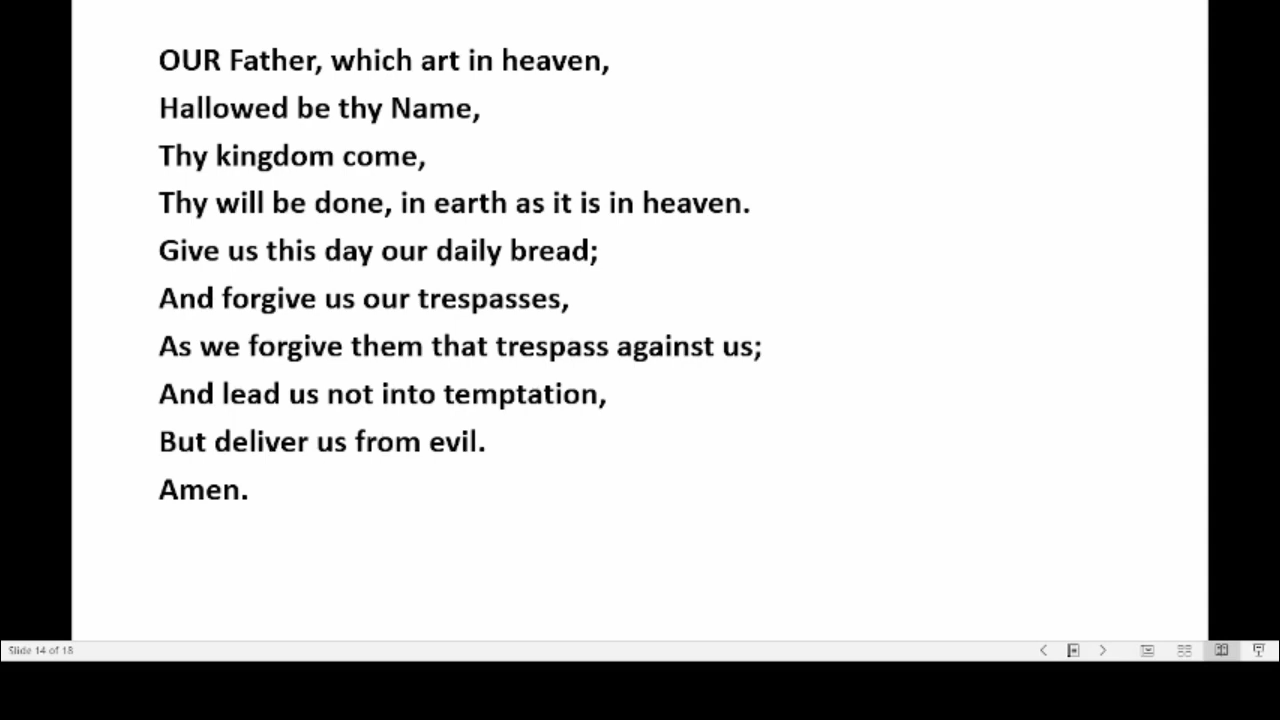 OUR Father, which art in heaven,
Hallowed be thy Name,
Thy kingdom come,
Thy will be done, in earth as it is in heaven.
Give us this day our daily bread;
And forgive us our trespasses,
As we forgive them that trespass against us;
And lead us not into temptation,
But deliver us from evil.
Amen.
Slide 14 of 18